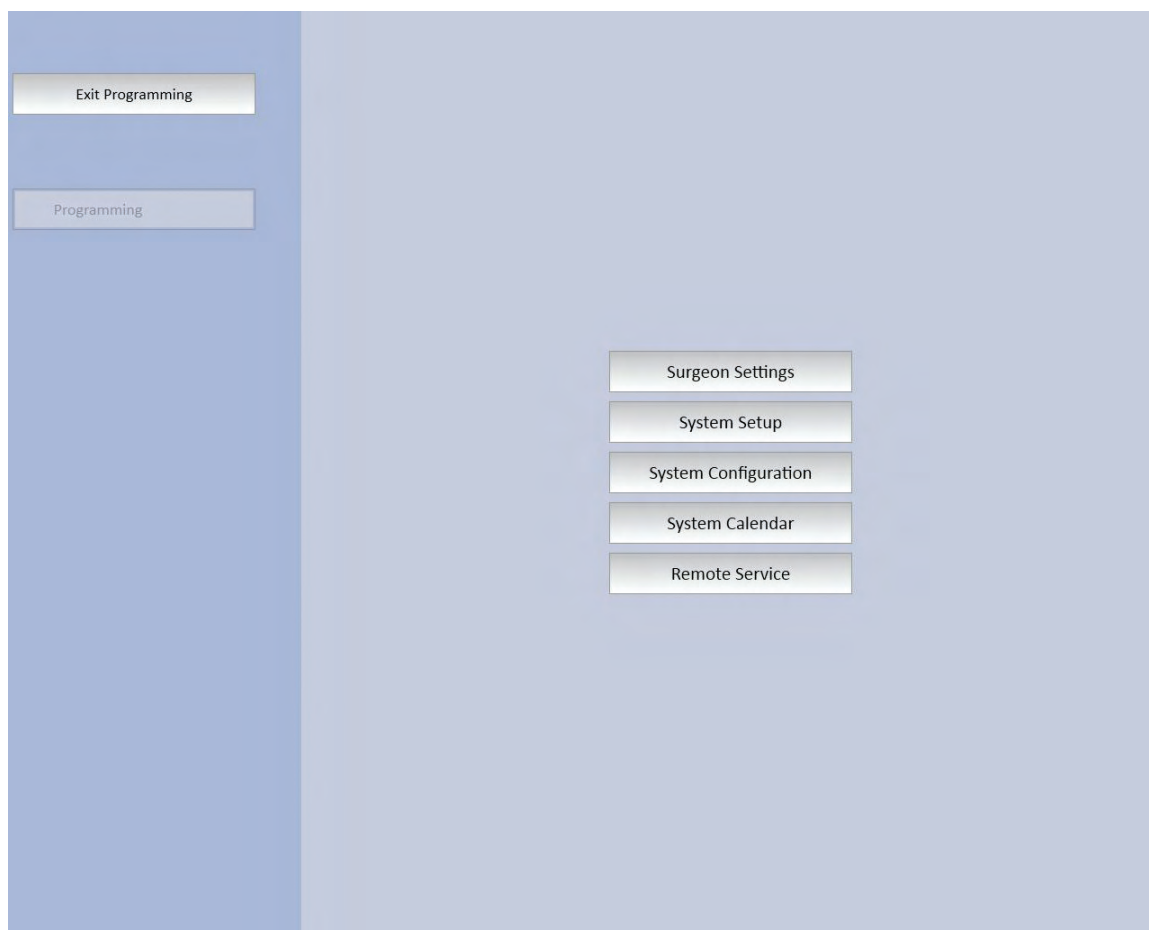 Exit Programming
Programming
Surgeon Settings
System Setup
System Configuration
System Calendar
Remote Service